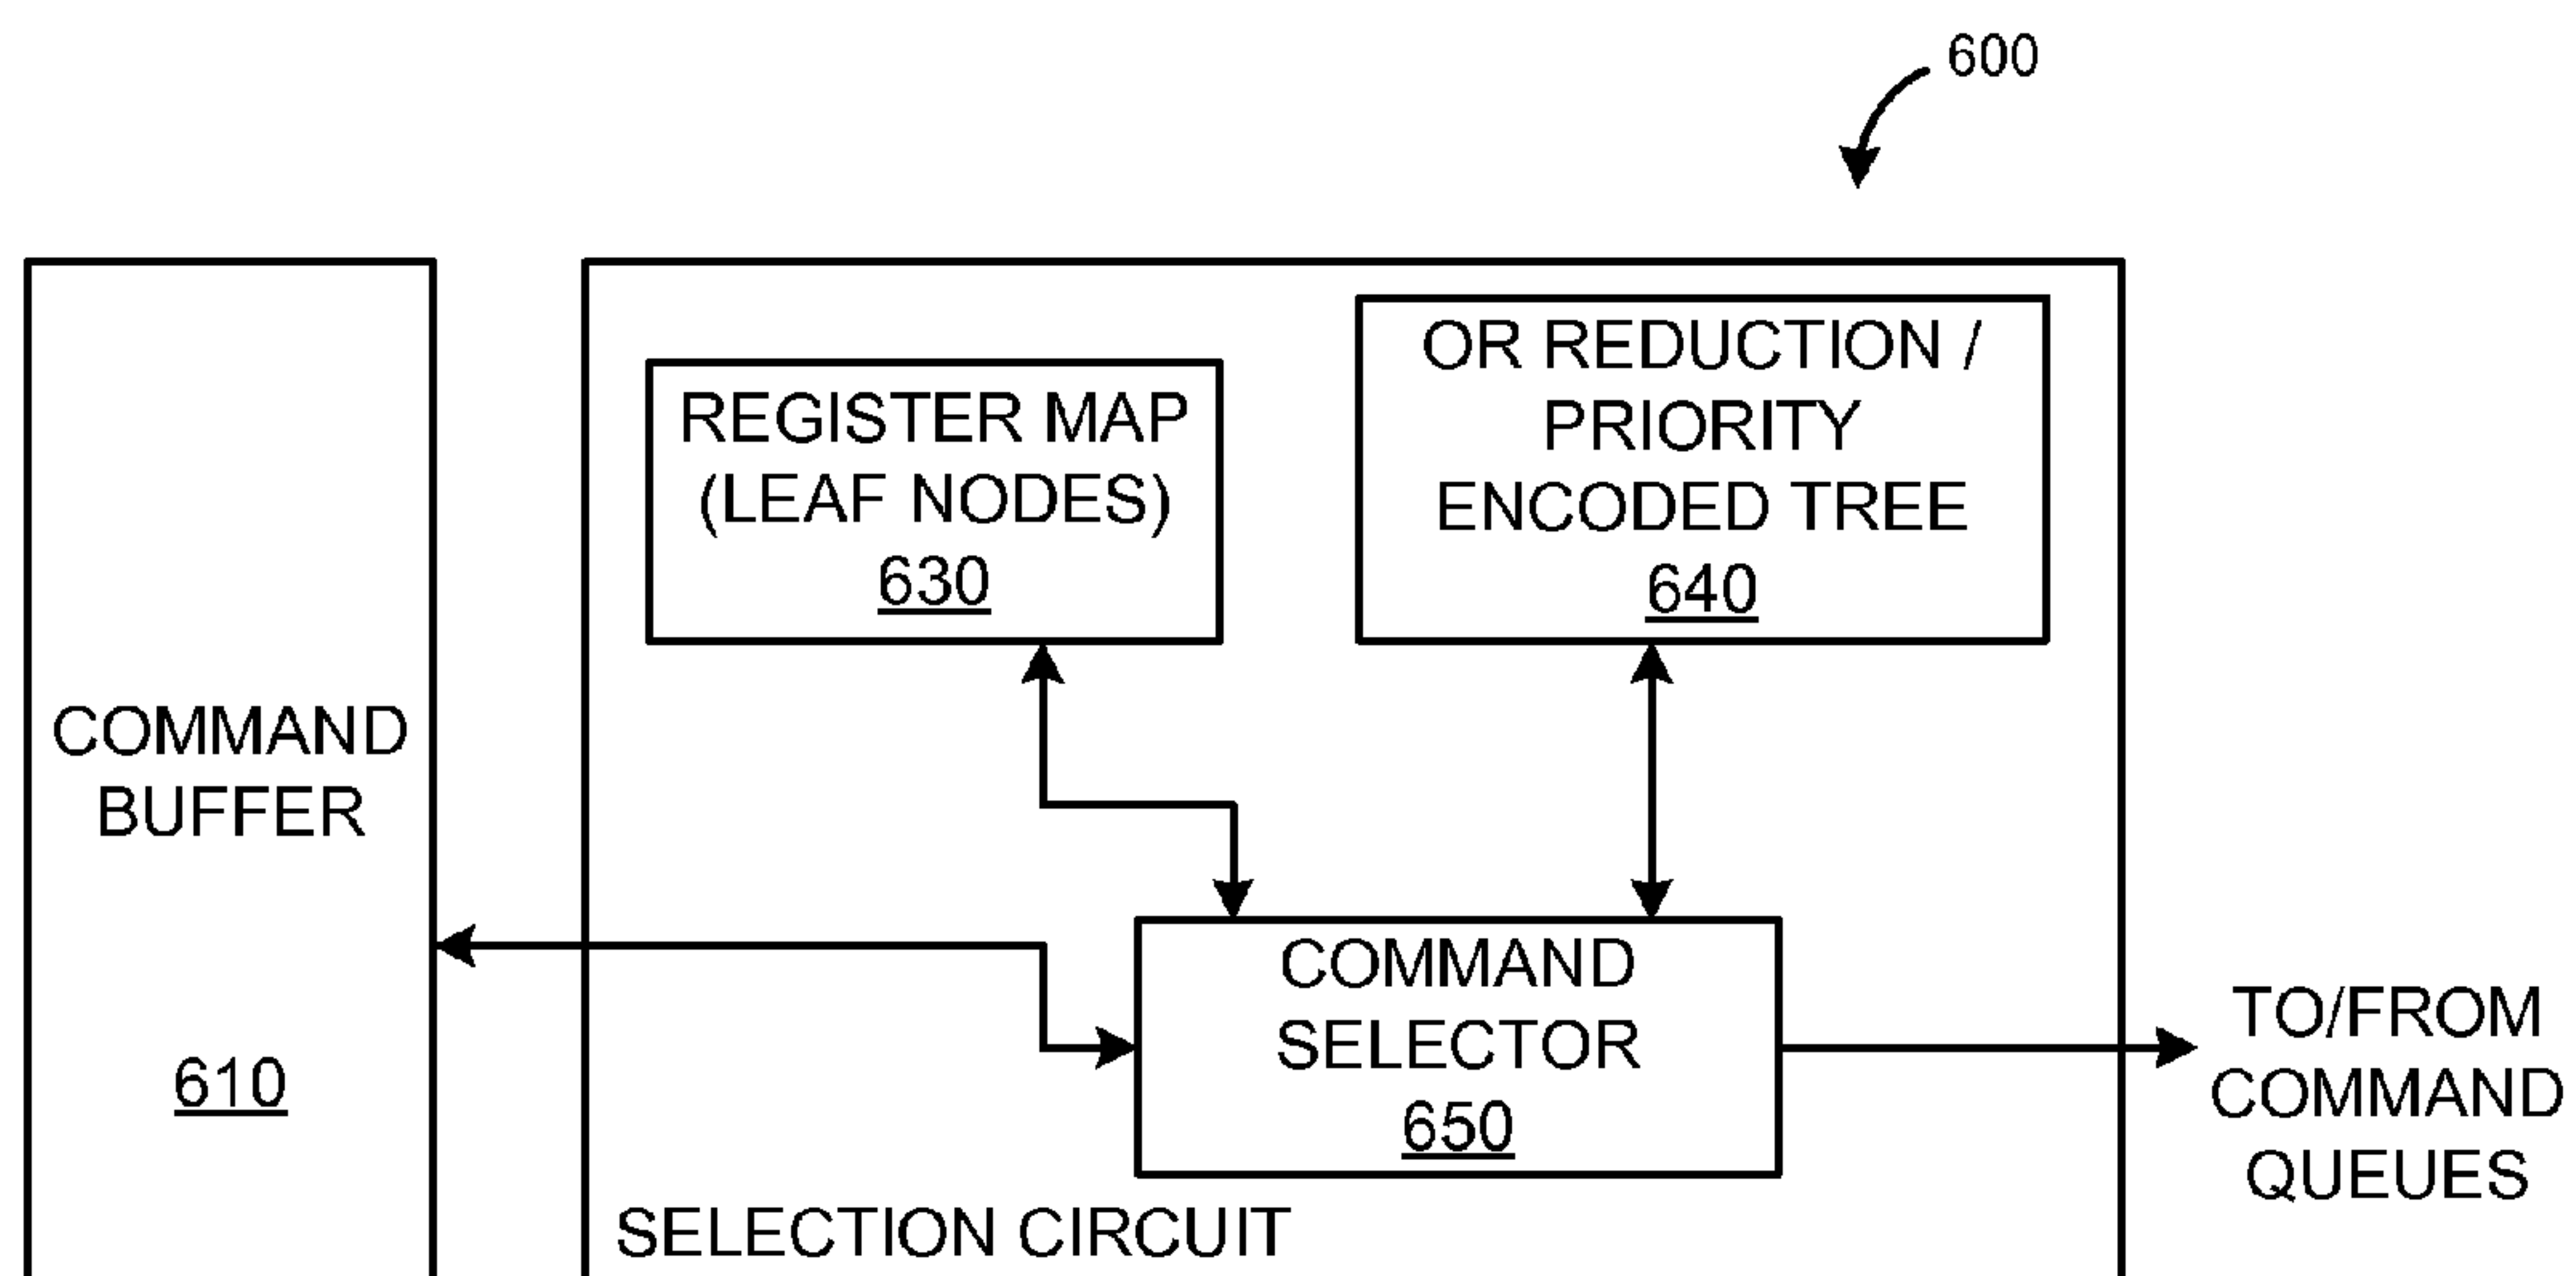 600
REGISTER MAP
(LEAF NODES)
630
OR REDUCTION /
PRIORITY
ENCODED TREE
640
COMMAND
BUFFER
610
COMMAND
SELECTOR
650
TO/FROM
COMMAND
QUEUES
SELECTION CIRCUIT